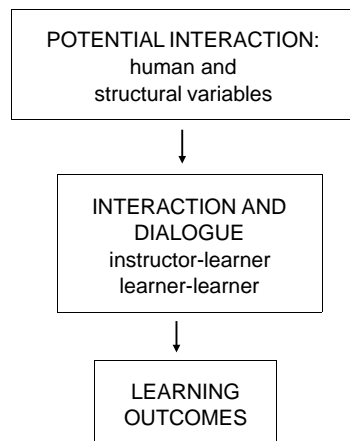 POTENTIAL INTERACTION:
human and
structural variables
INTERACTION AND
DIALOGUE
instructor-learner
learner-learner
LEARNING
OUTCOMES